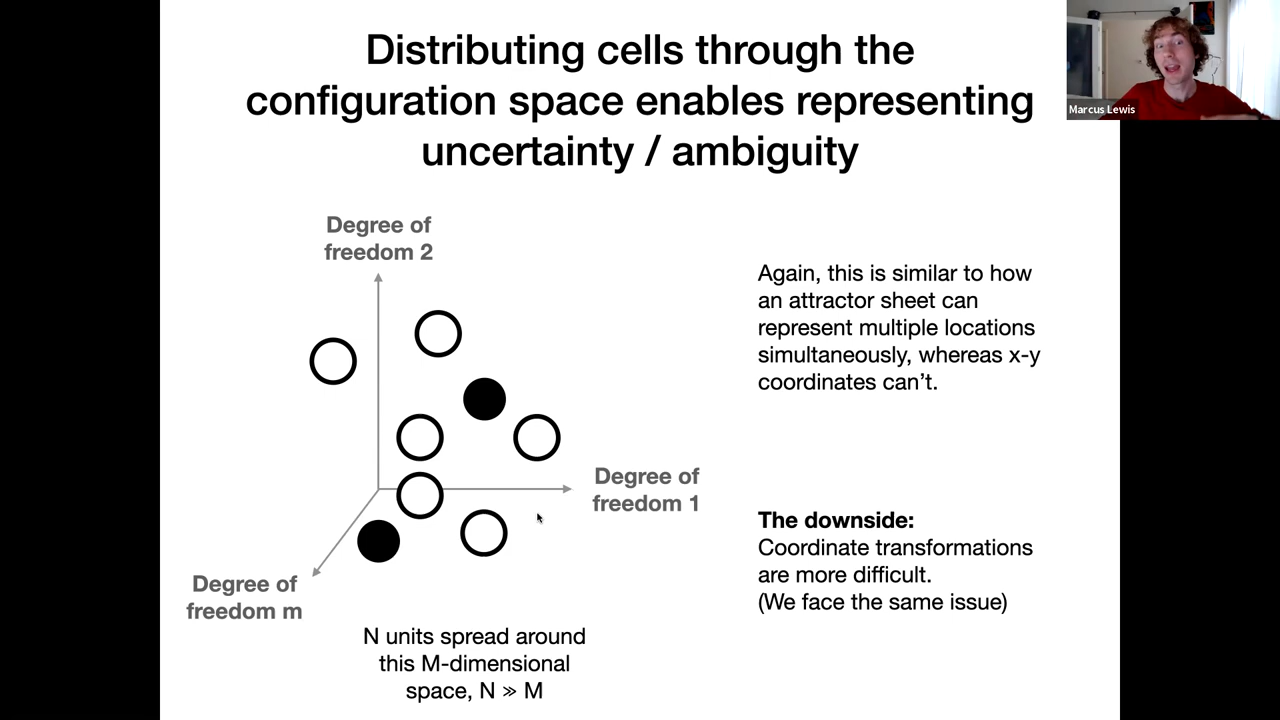 Distributing cells through the
configuration space enables representing
uncertainty / ambiguity
Marcus Lewis
Degree of
freedom 2
Again, this is similar to how
an attractor sheet can
represent multiple locations
simultaneously, whereas x-y
coordinates can’t.
Degree of
freedom 1
The downside:
Coordinate transformations
are more difficult.
(We face the same issue)
Degree of
freedom m
N units spread around
this M-dimensional
space, N ≫ M